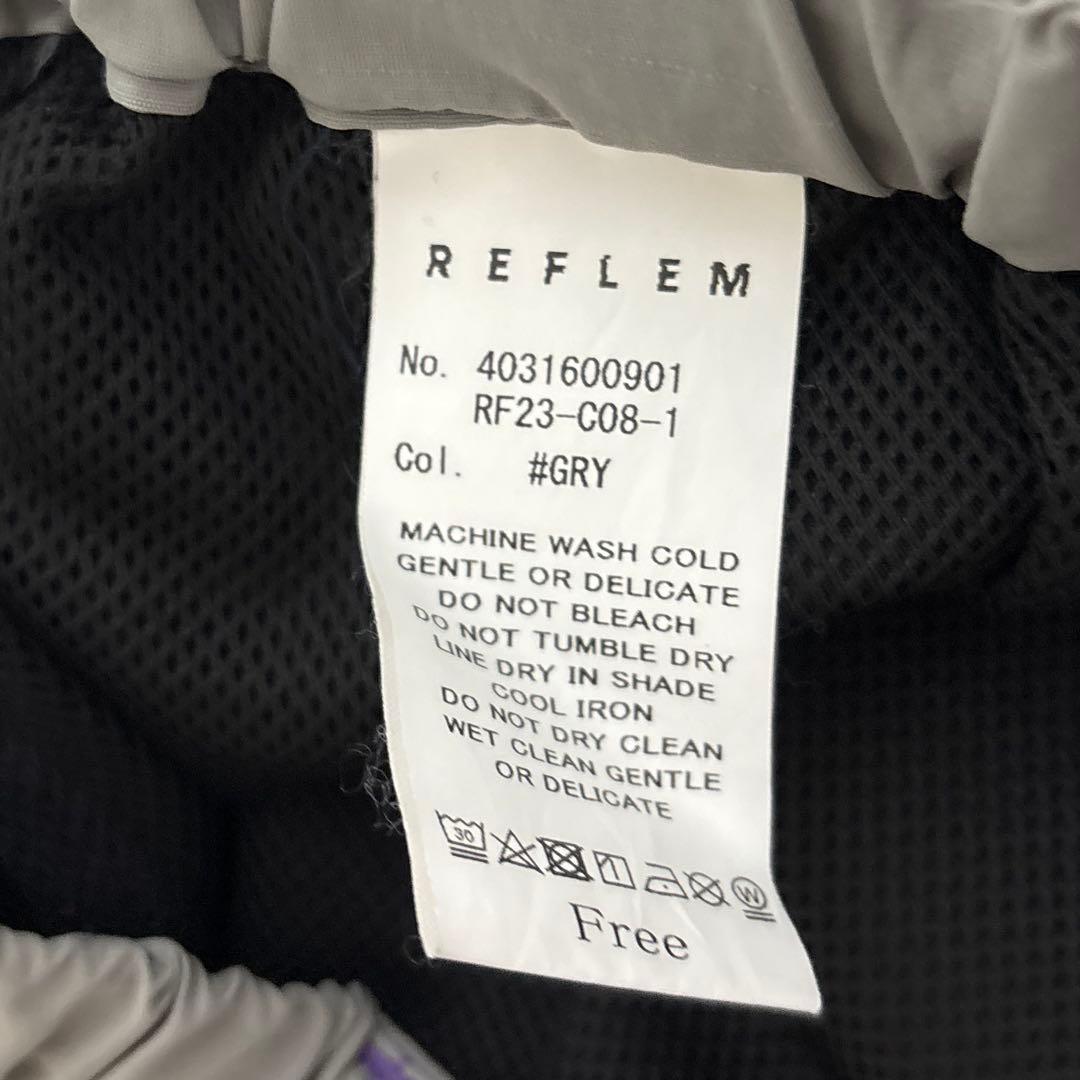 REFLEM
No. 4031600901
RF23-C08-1
Col. #GRY
MACHINE WASH COLD
GENTLE OR DELICATE
DO NOT BLEACH
DO NOT TUMBLE DRY
LINE DRY IN SHADE
COOL IRON
DO NOT DRY CLEAN
WET CLEAN GENTLE
OR DELICATE
30
W
Free